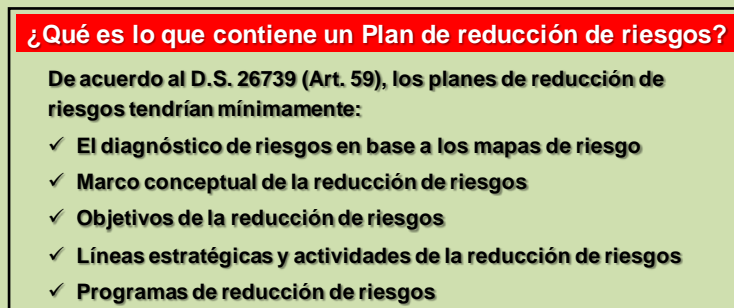 ¿Qué es lo que contiene un Plan de reducción de riesgos?
De acuerdo al D.S. 26739 (Art. 59), los planes de reducción de
riesgos tendrían mínimamente:
✓ El diagnóstico de riesgos en base a los mapas de riesgo
✓ Marco conceptual de la reducción de riesgos
✓ Objetivos de la reducción de riesgos
✓ Líneas estratégicas y actividades de la reducción de riesgos
✓ Programas de reducción de riesgos